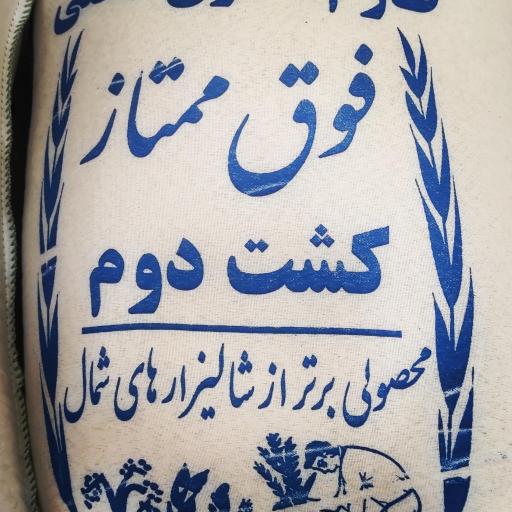 فوق ممتاز
کشت دوم
محصولی برتر از شالیزارهای شمال